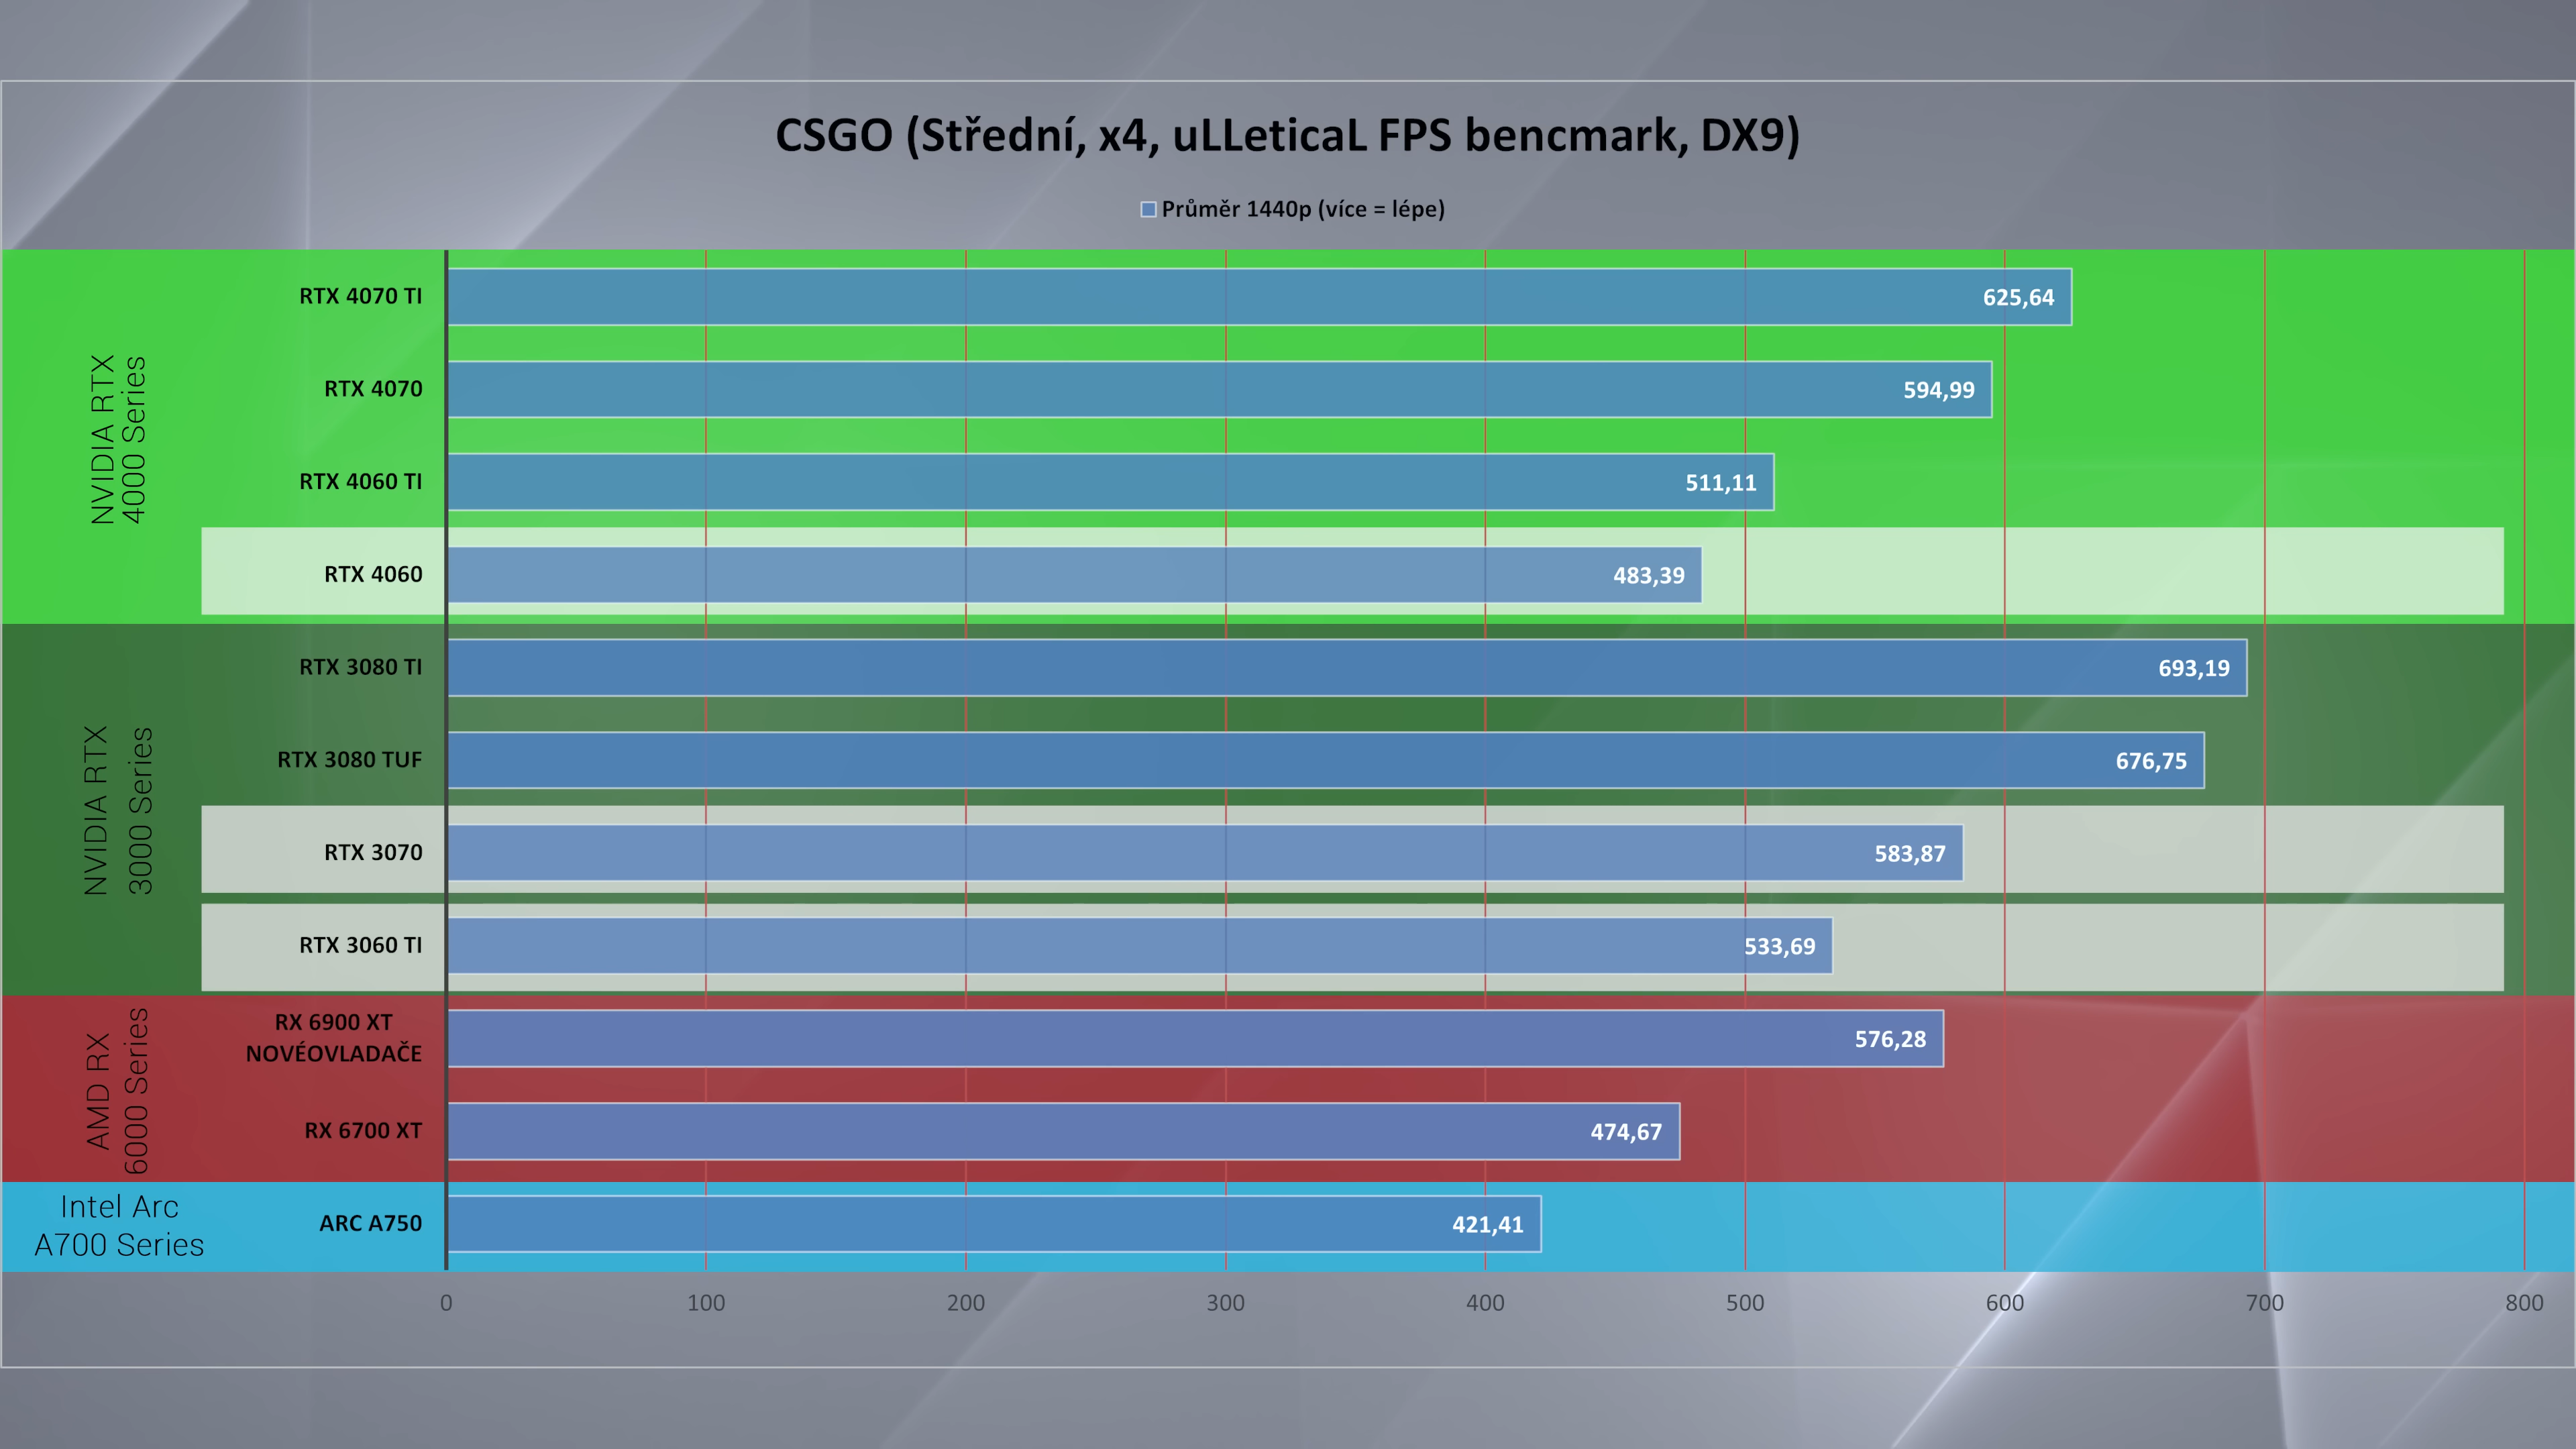 CSGO (Střední, x4, uLLeticaL FPS bencmark, DX9)
Průměr 1440p (více = lépe)
NVIDIA RTX
4000 Series
RTX 4070 TI
625,64
RTX 4070
594,99
RTX 4060 TI
511,11
RTX 4060
483,39
NVIDIA RTX
3000 Series
RTX 3080 TI
693,19
RTX 3080 TUF
676,75
RTX 3070
583,87
RTX 3060 TI
533,69
AMD RX
6000 Series
RX 6900 XT
NOVÉOVLADAČE
576,28
RX 6700 XT
474,67
Intel Arc
A700 Series
ARC A750
421,41
0 100 200 300 400 500 600 700 800